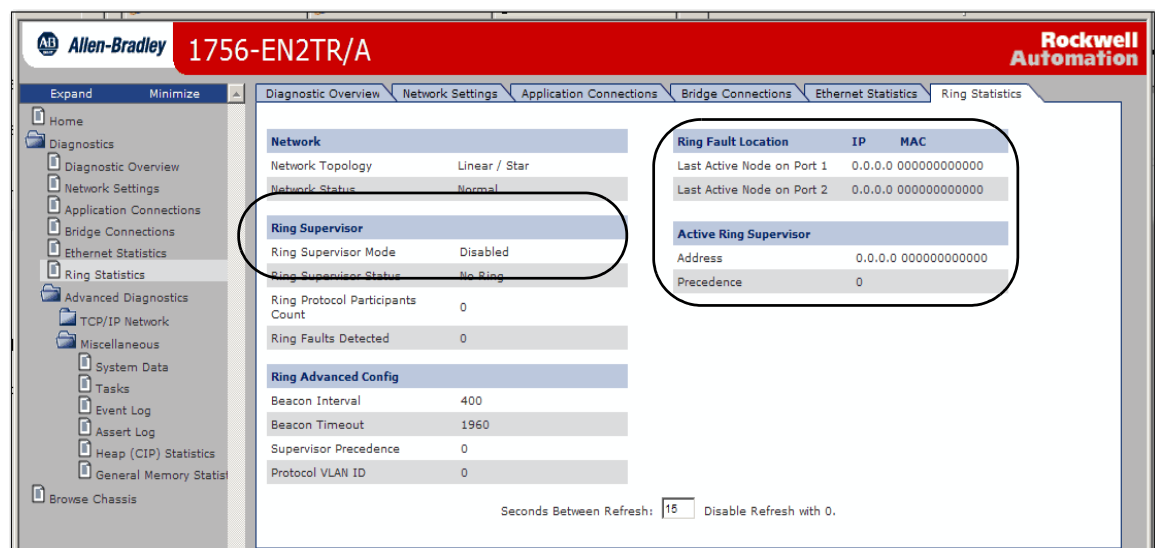 AB Allen-Bradley 1756-EN2TR/A Rockwell Automation
Expand Minimize
Home
Diagnostics
Diagnostic Overview
Network Settings
Application Connections
Bridge Connections
Ethernet Statistics
Ring Statistics
Advanced Diagnostics
TCP/IP Network
Miscellaneous
System Data
Tasks
Event Log
Assert Log
Heap (CIP) Statistics
General Memory Statist
Browse Chassis
Diagnostic Overview Network Settings Application Connections Bridge Connections Ethernet Statistics Ring Statistics
Network
Network Topology Linear / Star
Network Status Normal
Ring Supervisor
Ring Supervisor Mode Disabled
Ring Supervisor Status No Ring
Ring Protocol Participants Count 0
Ring Faults Detected 0
Ring Advanced Config
Beacon Interval 400
Beacon Timeout 1960
Supervisor Precedence 0
Protocol VLAN ID 0
Ring Fault Location IP MAC
Last Active Node on Port 1 0.0.0.0 000000000000
Last Active Node on Port 2 0.0.0.0 000000000000
Active Ring Supervisor
Address 0.0.0.0 000000000000
Precedence 0
Seconds Between Refresh: 15 Disable Refresh with 0.